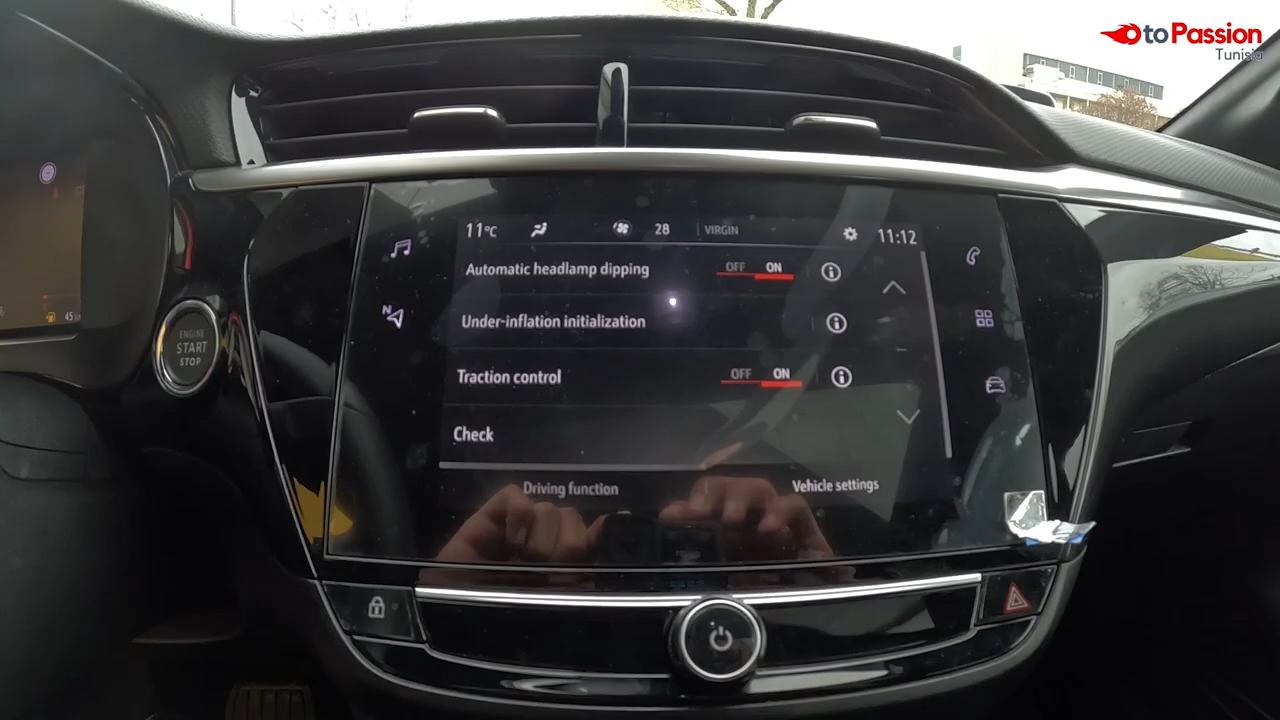 toPassion
Tunisia
11°C 28 VIRGIN 11:12
Automatic headlamp dipping OFF ON
N
Under-inflation initialization
45
ENGINE
START
STOP
Traction control OFF ON
Check
Driving function Vehicle settings